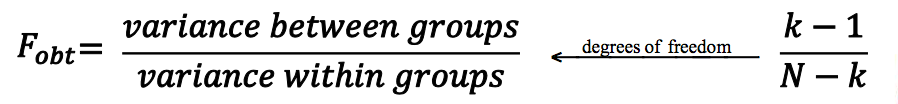 F_obt = variance between groups / variance within groups ← degrees of freedom k − 1 / N − k